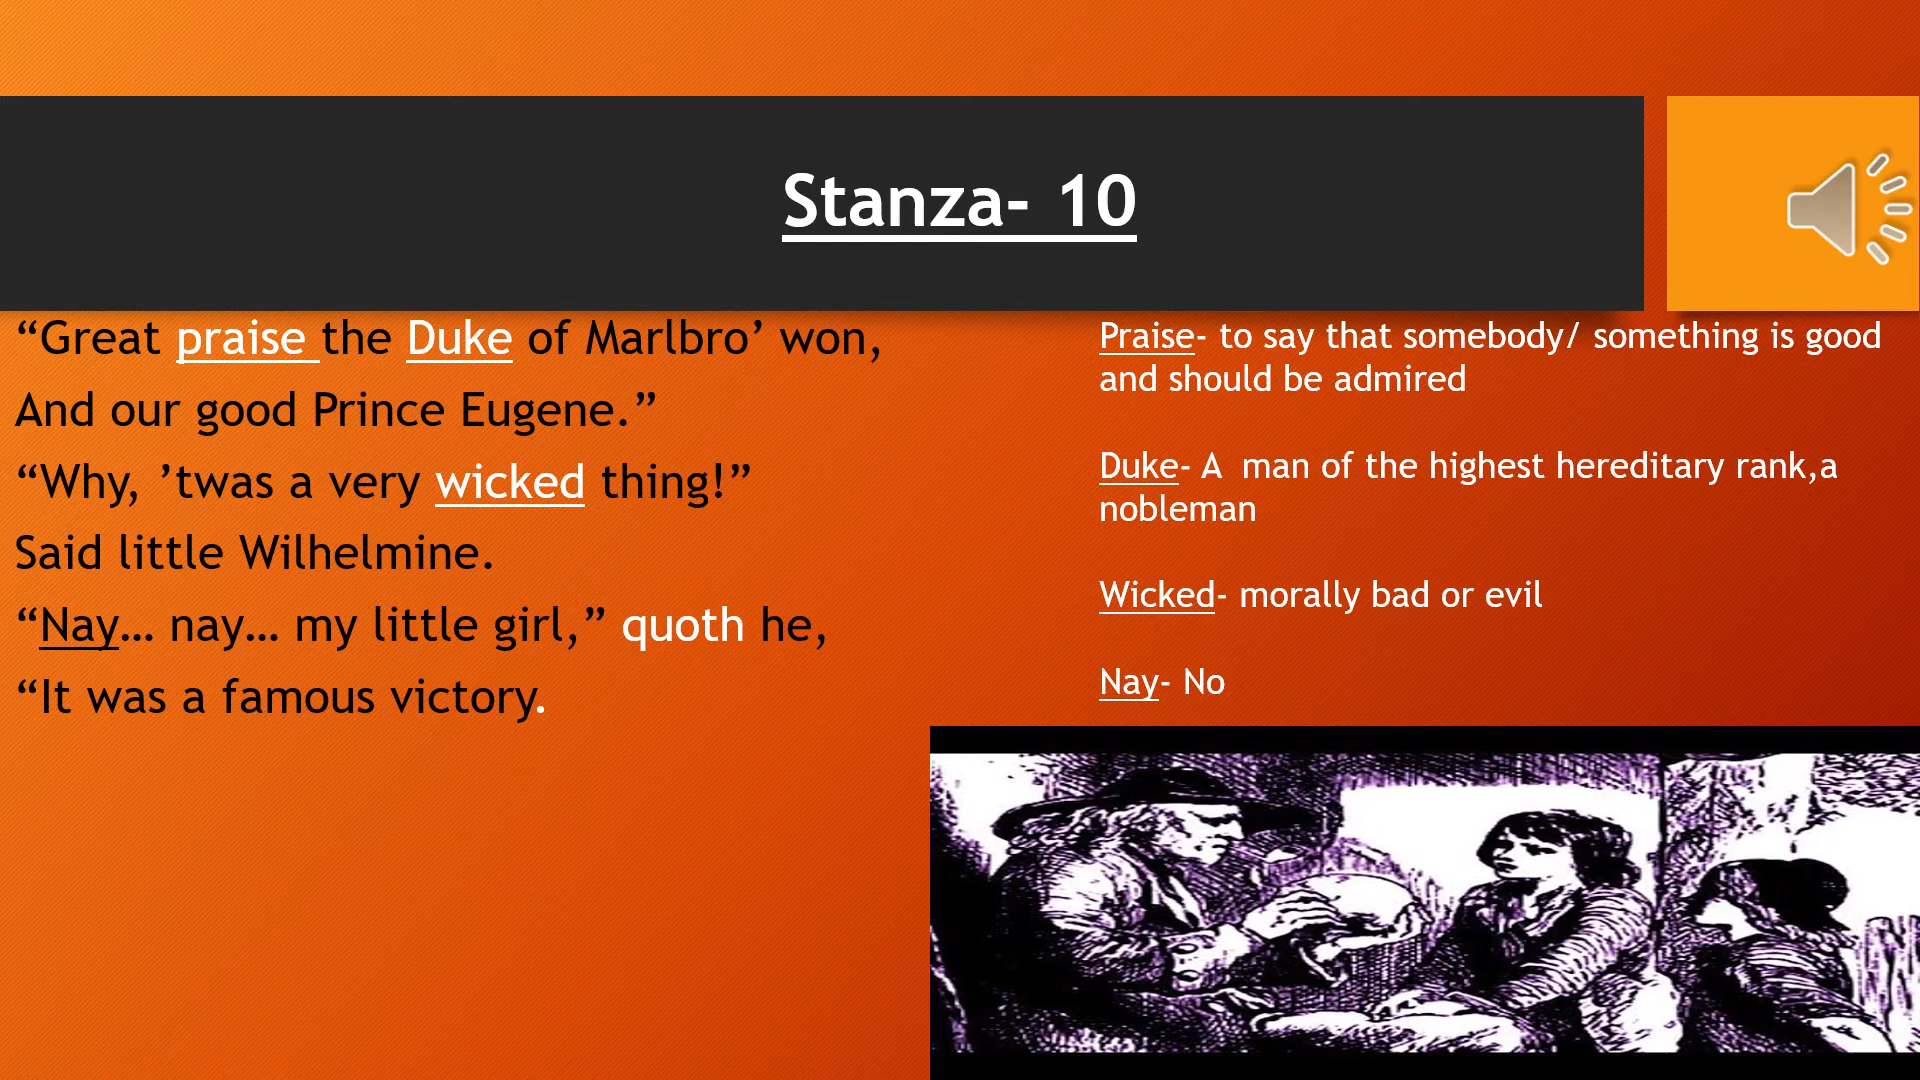 Stanza- 10
“Great praise the Duke of Marlbro’ won,
And our good Prince Eugene.”
“Why, ’twas a very wicked thing!”
Said little Wilhelmine.
“Nay… nay… my little girl,” quoth he,
“It was a famous victory.
Praise- to say that somebody/ something is good
and should be admired
Duke- A  man of the highest hereditary rank,a
nobleman
Wicked- morally bad or evil
Nay- No